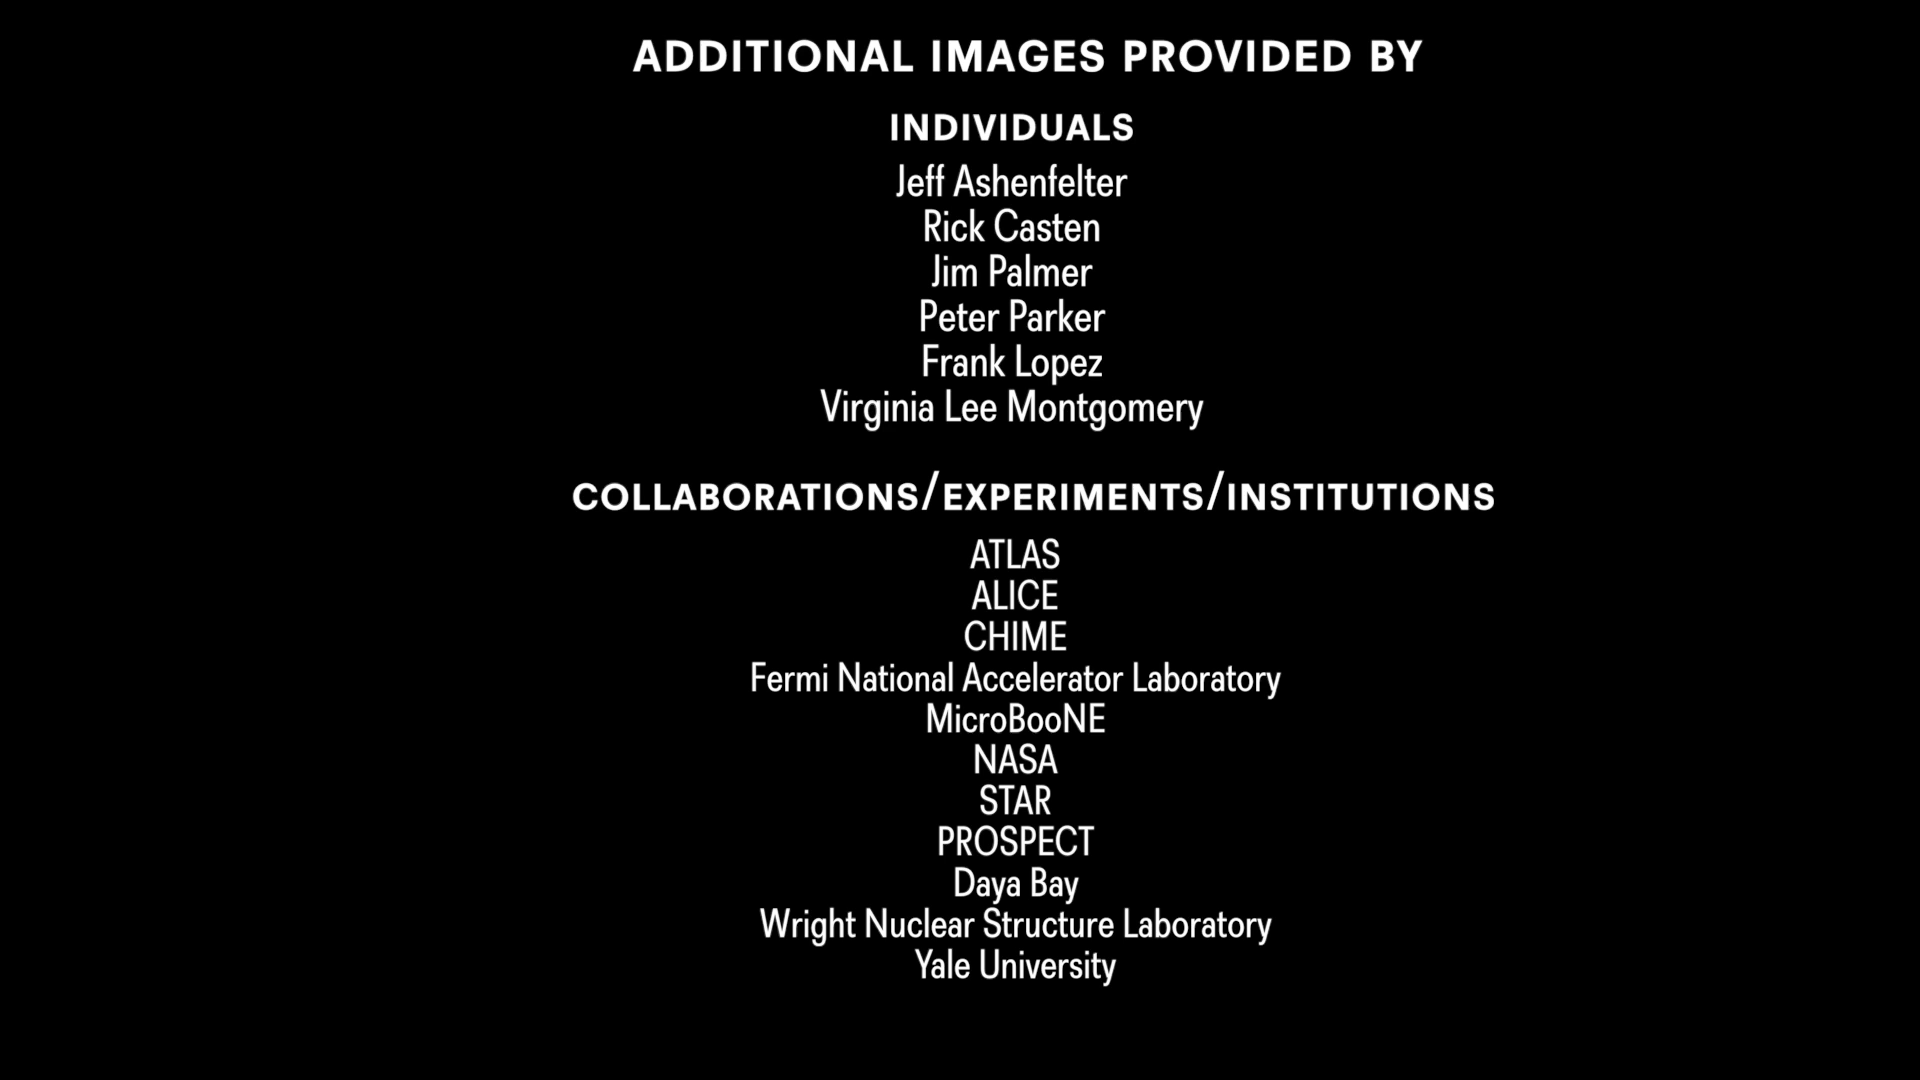 ADDITIONAL IMAGES PROVIDED BY
INDIVIDUALS
Jeff Ashenfelter
Rick Casten
Jim Palmer
Peter Parker
Frank Lopez
Virginia Lee Montgomery
COLLABORATIONS/EXPERIMENTS/INSTITUTIONS
ATLAS
ALICE
CHIME
Fermi National Accelerator Laboratory
MicroBooNE
NASA
STAR
PROSPECT
Daya Bay
Wright Nuclear Structure Laboratory
Yale University